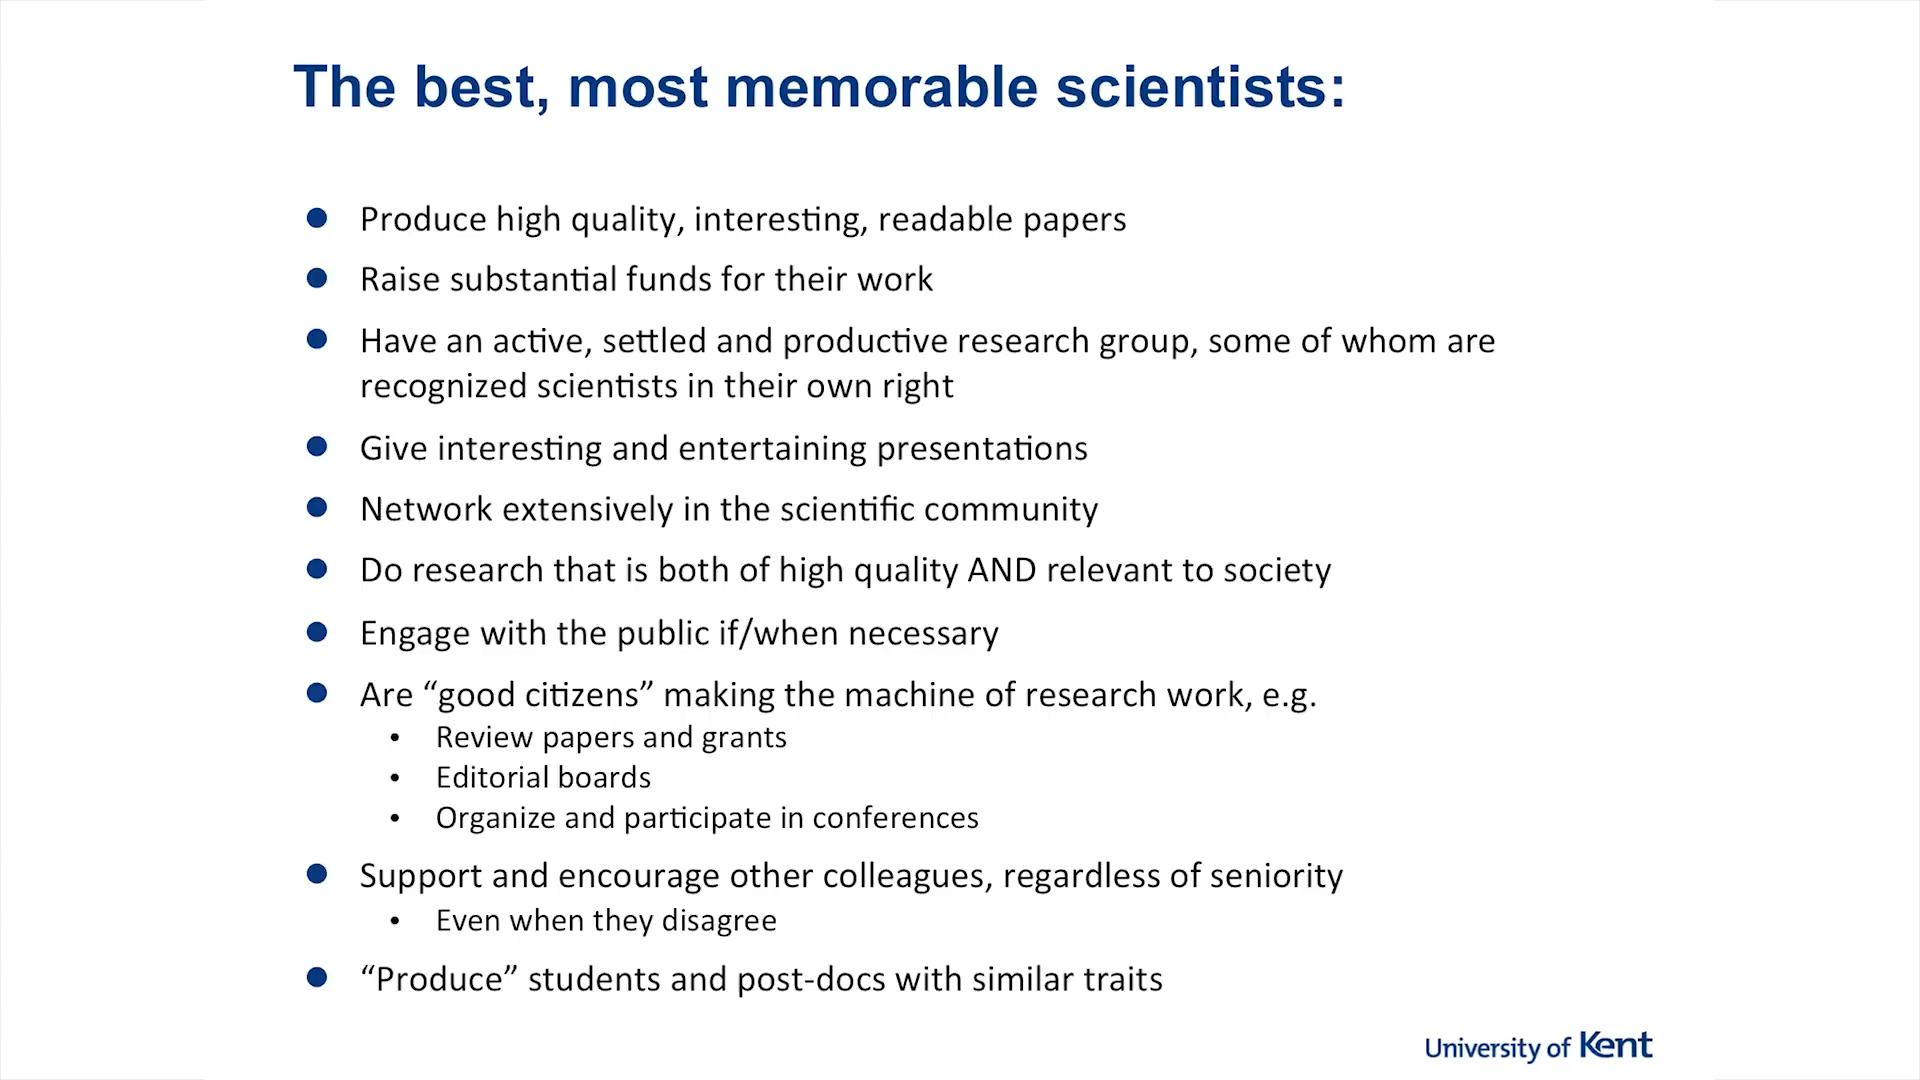 The best, most memorable scientists:
● Produce high quality, interesting, readable papers
● Raise substantial funds for their work
● Have an active, settled and productive research group, some of whom are
recognized scientists in their own right
● Give interesting and entertaining presentations
● Network extensively in the scientific community
● Do research that is both of high quality AND relevant to society
● Engage with the public if/when necessary
● Are “good citizens” making the machine of research work, e.g.
• Review papers and grants
• Editorial boards
• Organize and participate in conferences
● Support and encourage other colleagues, regardless of seniority
• Even when they disagree
● “Produce” students and post-docs with similar traits
University of Kent